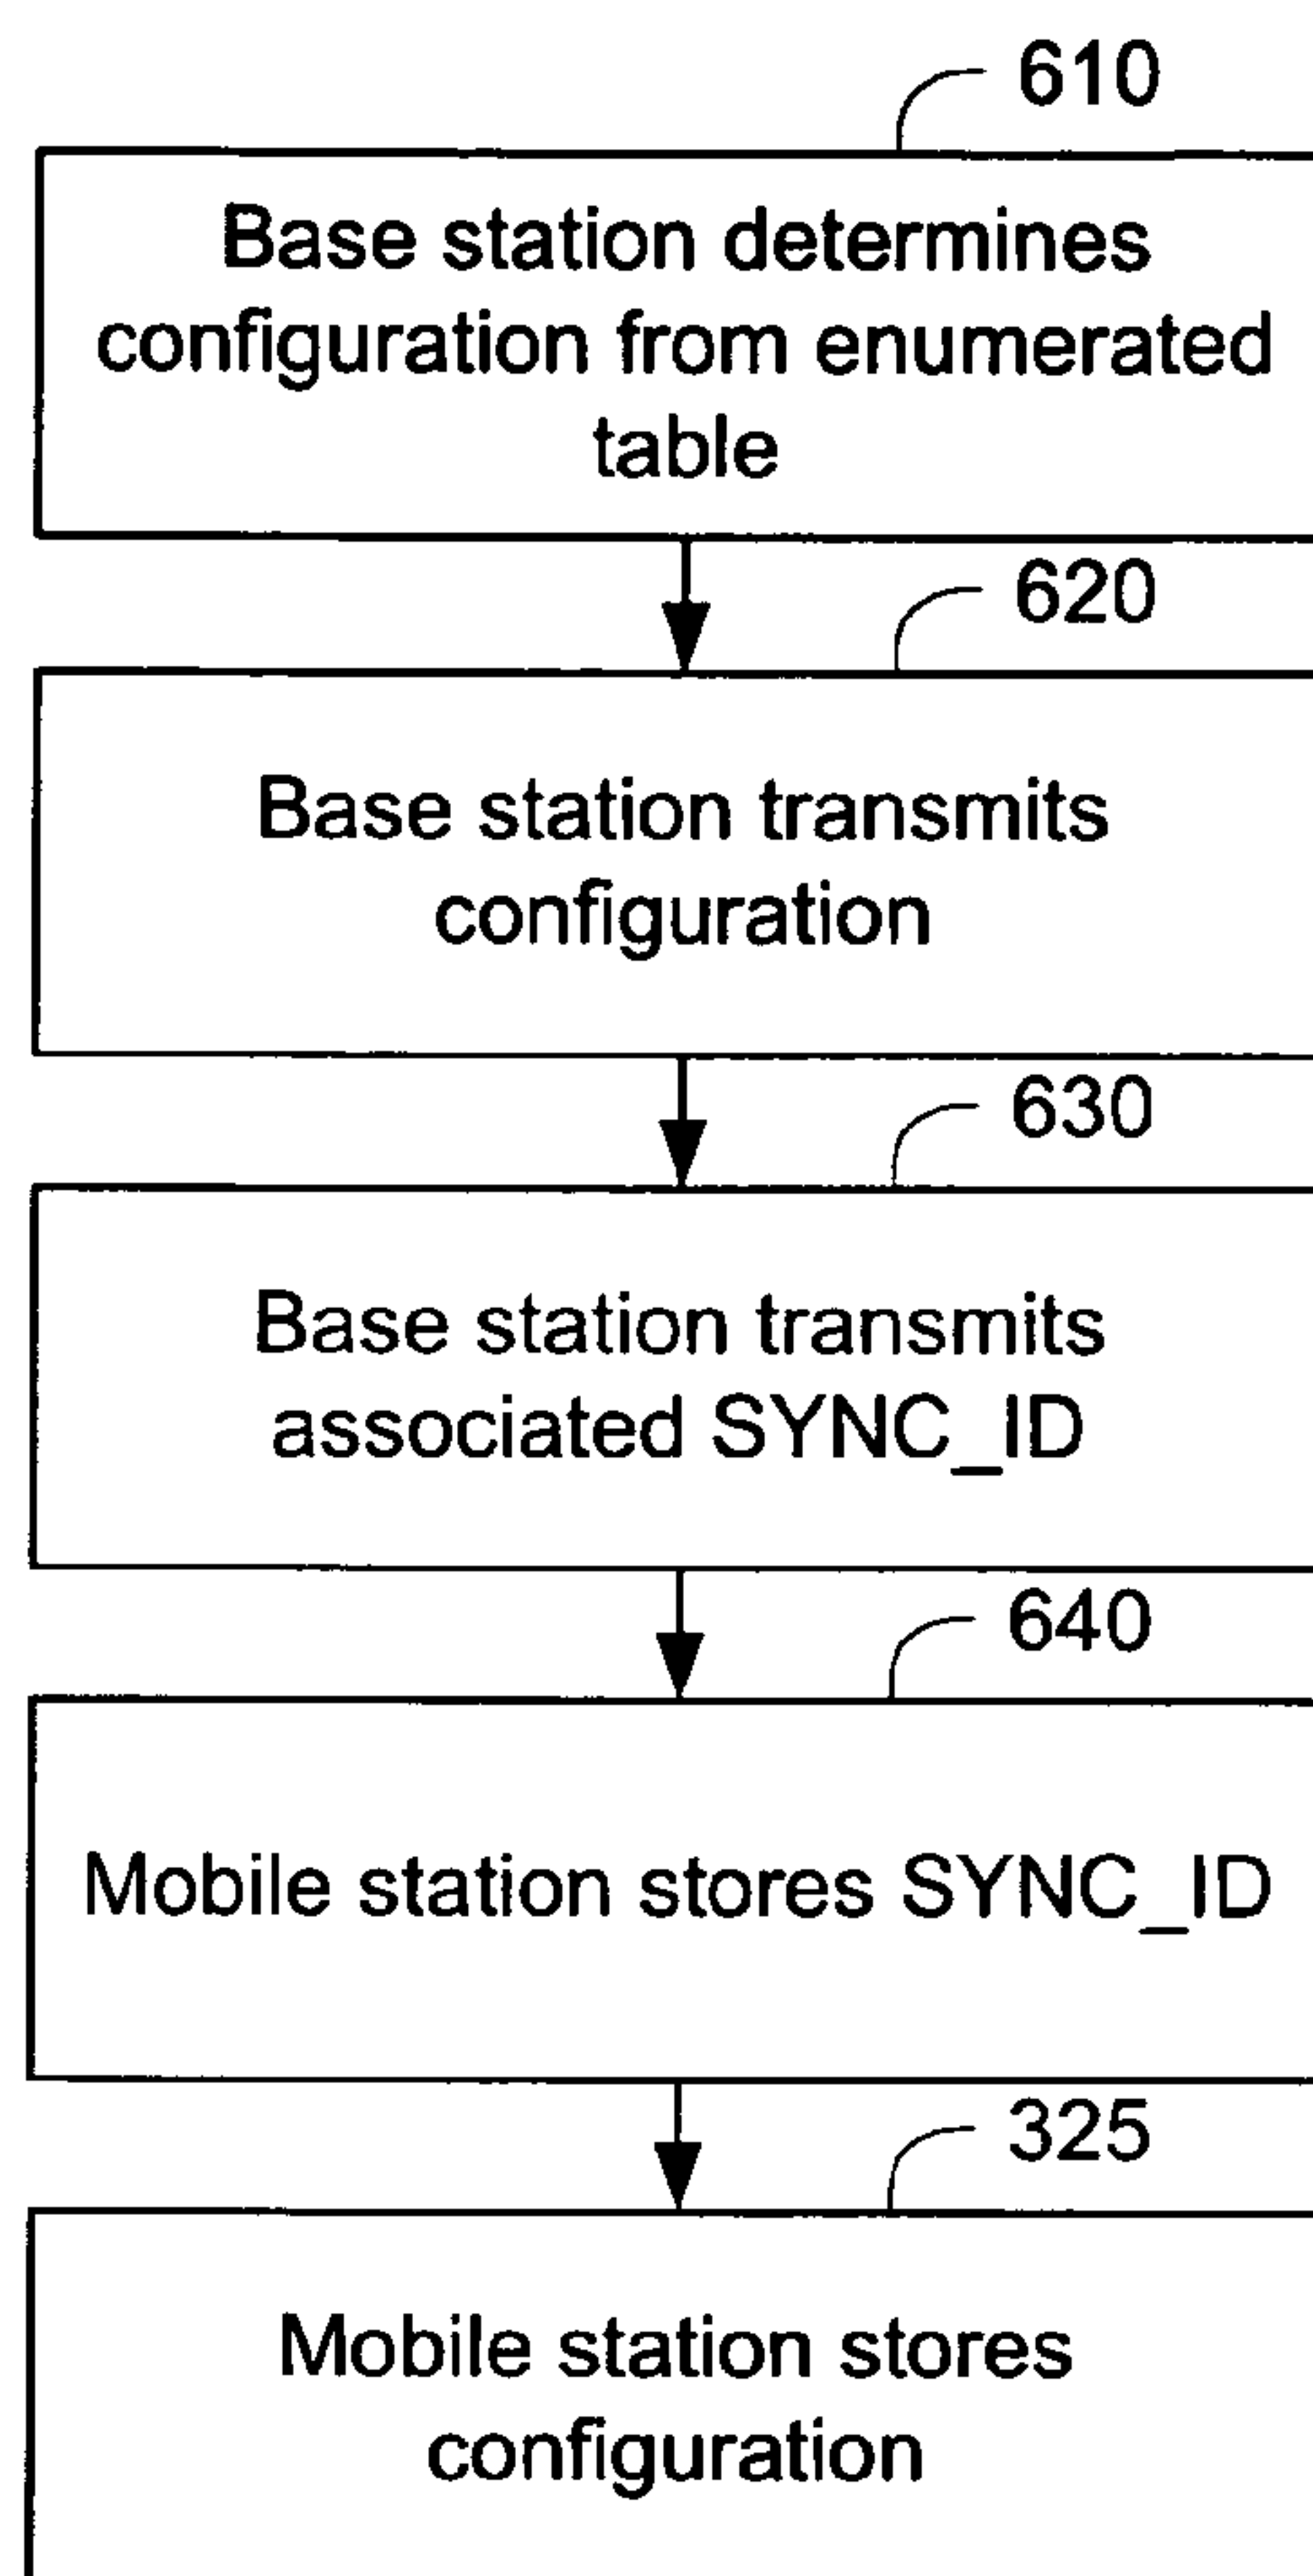 610
Base station determines
configuration from enumerated
table
620
Base station transmits
configuration
630
Base station transmits
associated SYNC_ID
640
Mobile station stores SYNC_ID
325
Mobile station stores
configuration